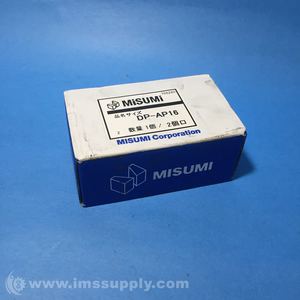 MiSUMi
品名サイズ
DP-AP16
数量 1個/ 2個口
MISUMI Corporation
MISUMI
© www.imssupply.com